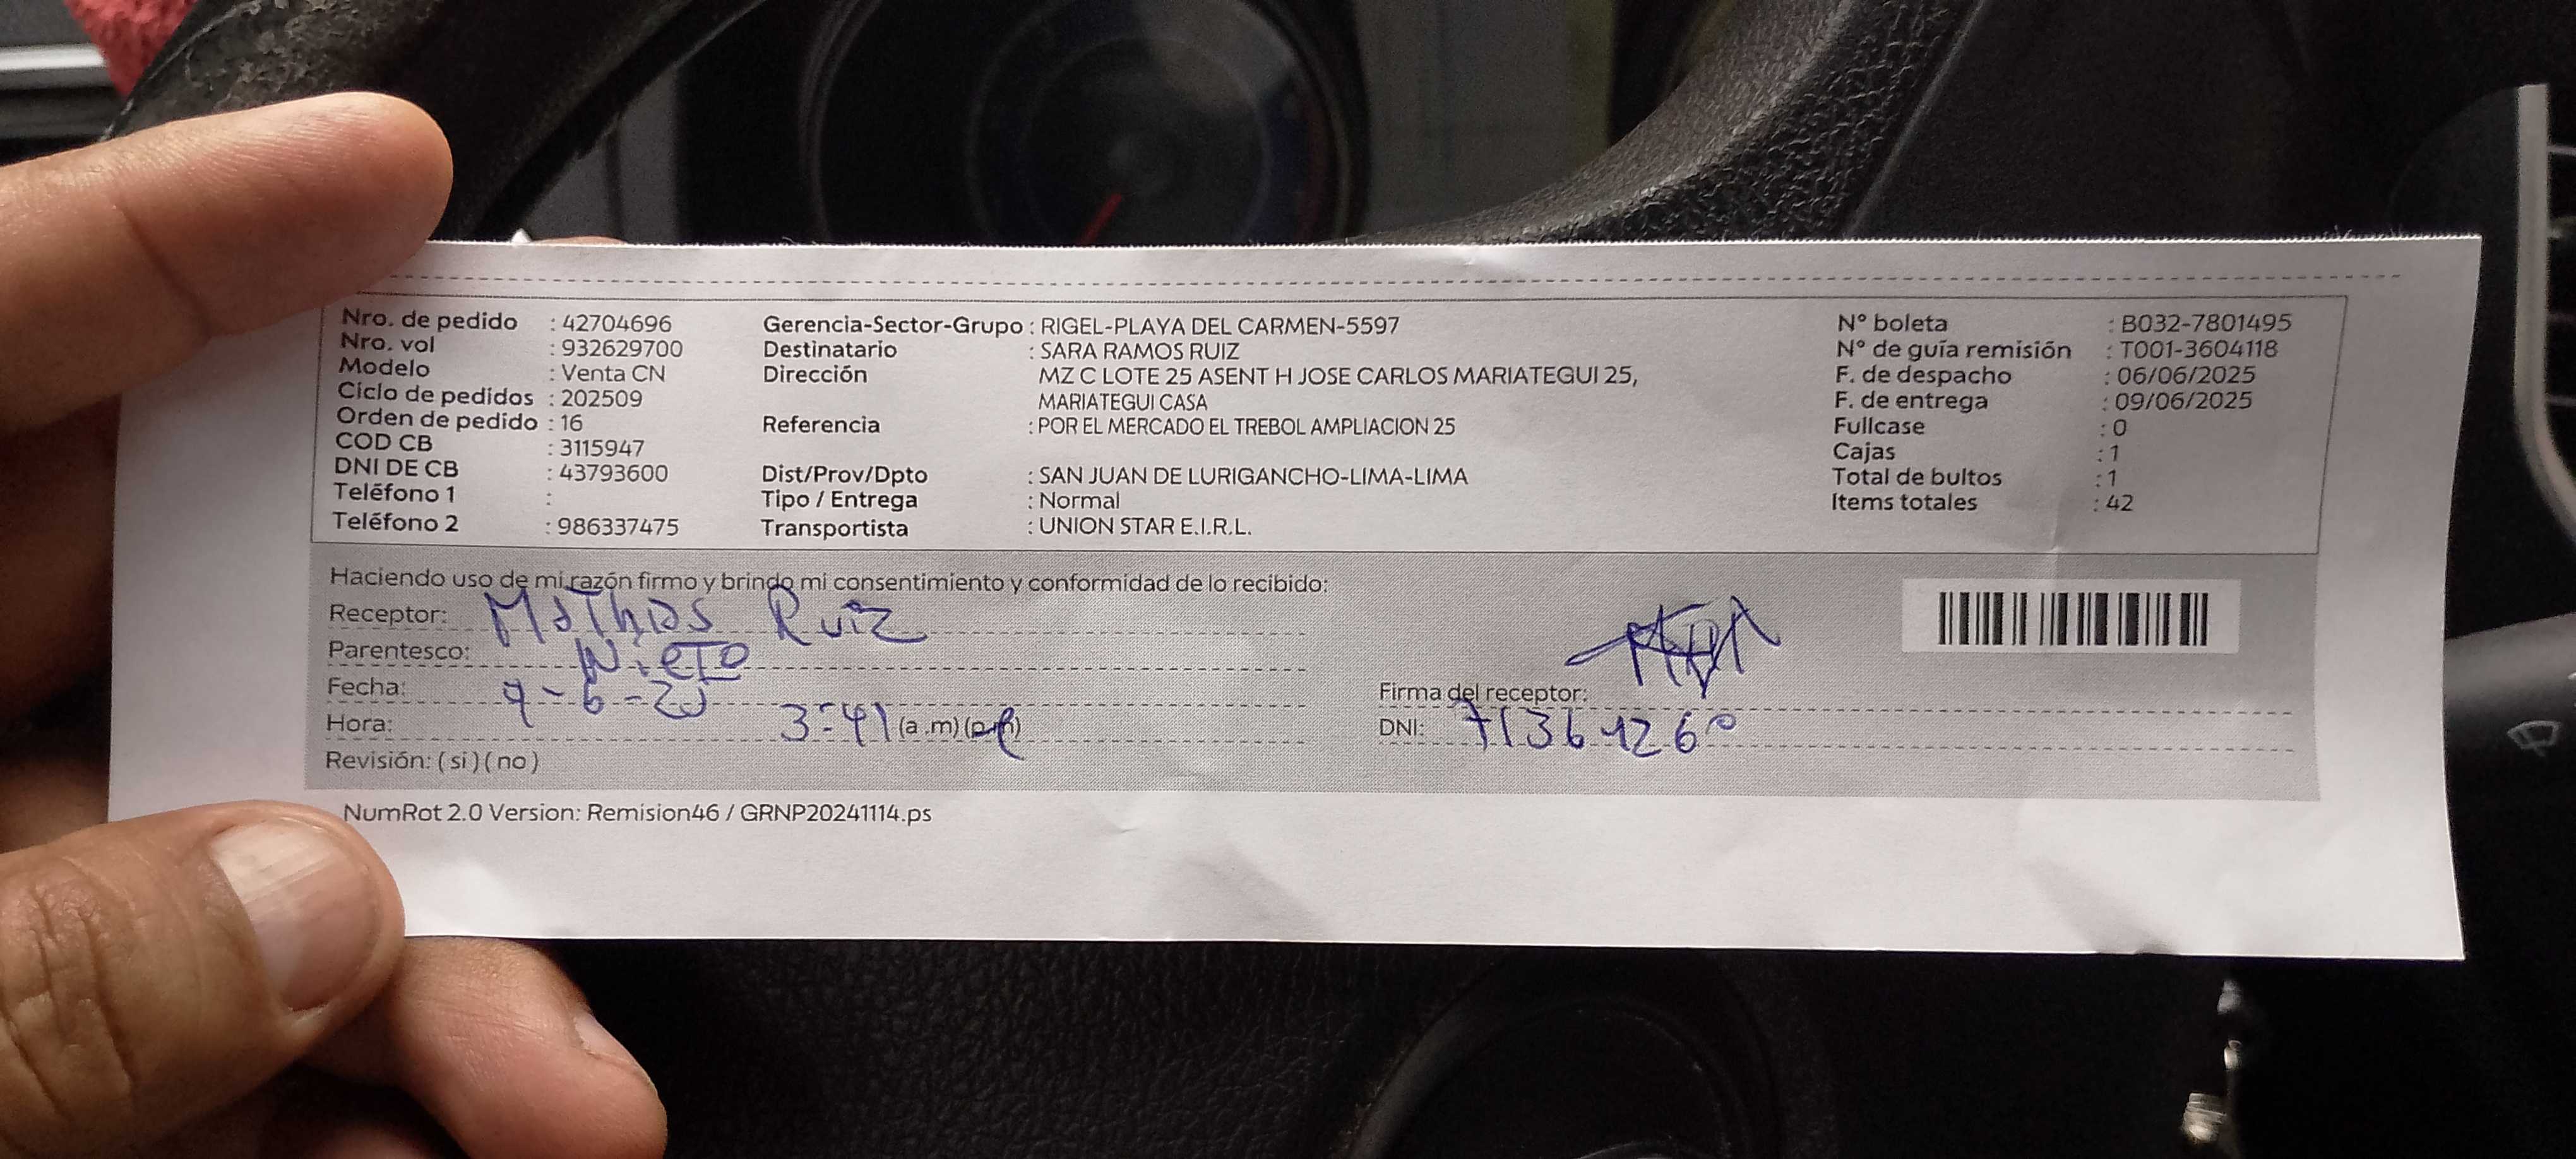 Nro. de pedido : 42704696
Nro. vol : 932629700
Modelo : Venta CN
Ciclo de pedidos : 202509
Orden de pedido : 16
COD CB : 3115947
DNI DE CB : 43793600
Teléfono 1 :
Teléfono 2 : 986337475
Gerencia-Sector-Grupo : RIGEL-PLAYA DEL CARMEN-5597
Destinatario : SARA RAMOS RUIZ
Dirección MZ C LOTE 25 ASENT H JOSE CARLOS MARIATEGUI 25,
MARIATEGUI CASA
Referencia : POR EL MERCADO EL TREBOL AMPLIACION 25
Dist/Prov/Dpto : SAN JUAN DE LURIGANCHO-LIMA-LIMA
Tipo / Entrega : Normal
Transportista : UNION STAR E.I.R.L.
N° boleta : B032-7801495
N° de guía remisión : T001-3604118
F. de despacho : 06/06/2025
F. de entrega : 09/06/2025
Fullcase : 0
Cajas : 1
Total de bultos : 1
Items totales : 42
Haciendo uso de mi razón firmo y brindo mi consentimiento y conformidad de lo recibido:
Receptor: Mathias Ruiz
Parentesco: Nieto
Fecha:
Hora: 3:41 (a.m) (p.m)
Revisión: (si) (no)
Firma del receptor:
DNI:
NumRot 2.0 Version: Remision46 / GRNP20241114.ps